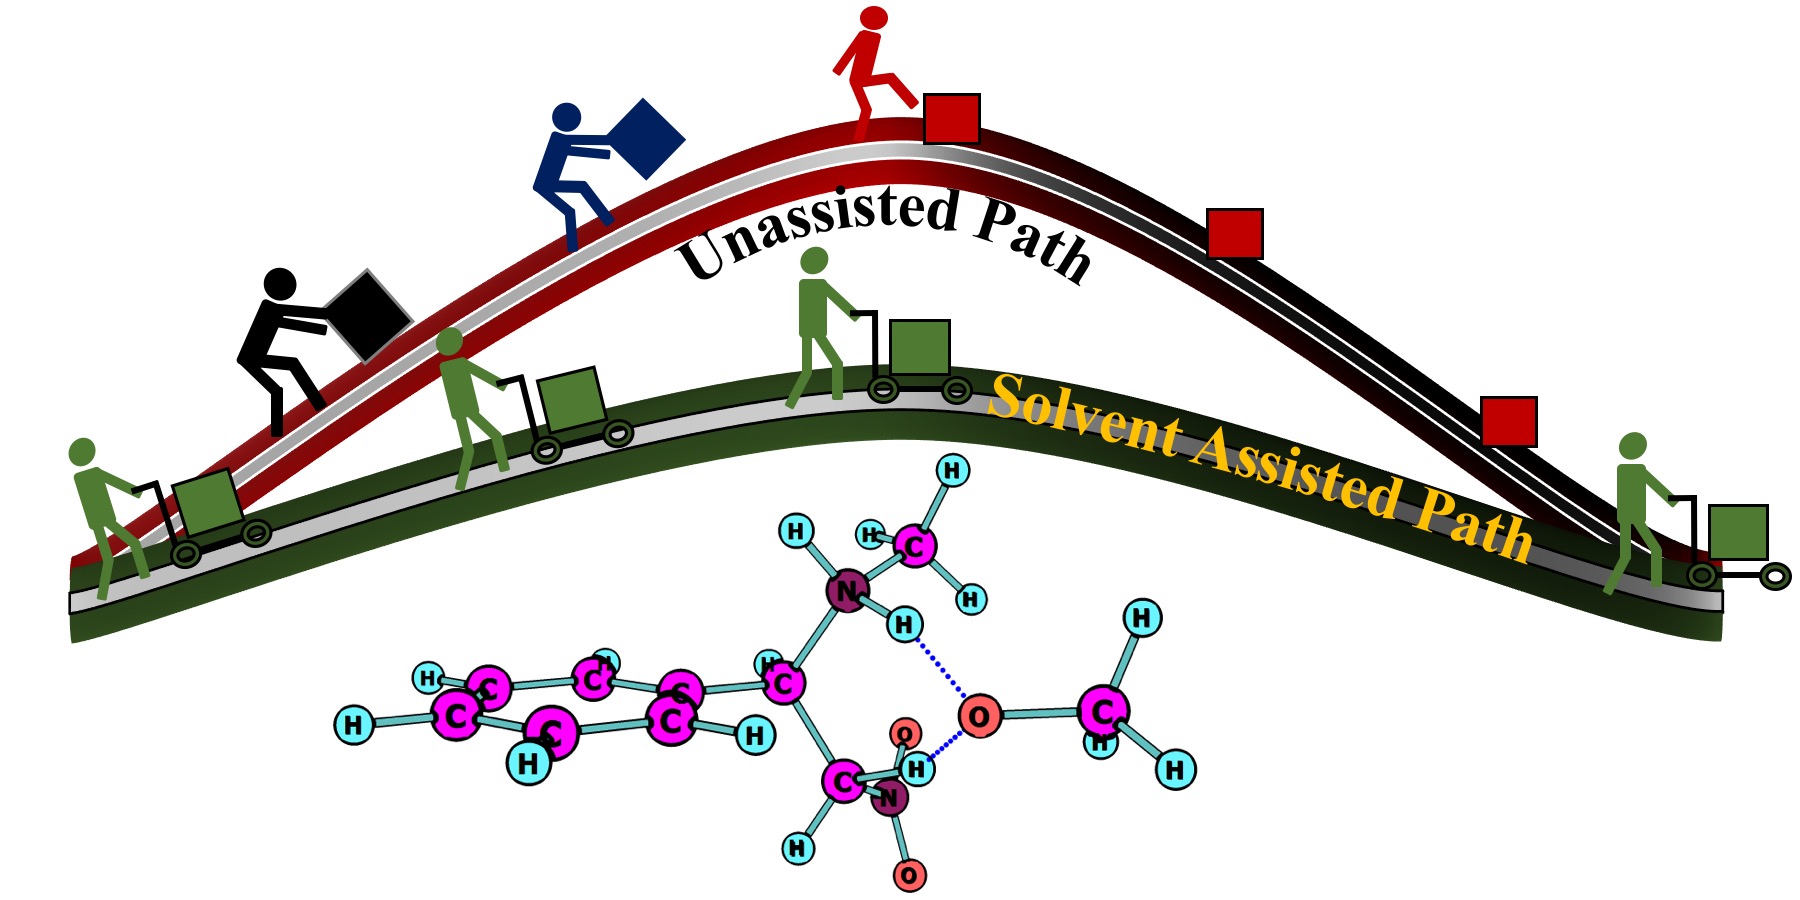 Unassisted Path
Solvent Assisted Path
H
H H C
N H
H H
H C C H C H C
H C C C H O O C H
H C N H H
H
O